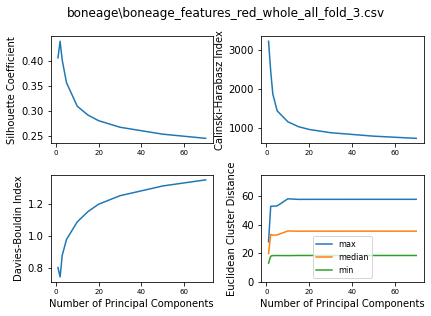 boneage\boneage_features_red_whole_all_fold_3.csv
Silhouette Coefficient
0.40
0.35
0.30
0.25
0 20 40 60
Calinski-Harabasz Index
3000
2000
1000
0 20 40 60
Davies-Bouldin Index
1.2
1.0
0.8
0 20 40 60
Number of Principal Components
Euclidean Cluster Distance
60
40
20
0
0 20 40 60
max
median
min
Number of Principal Components